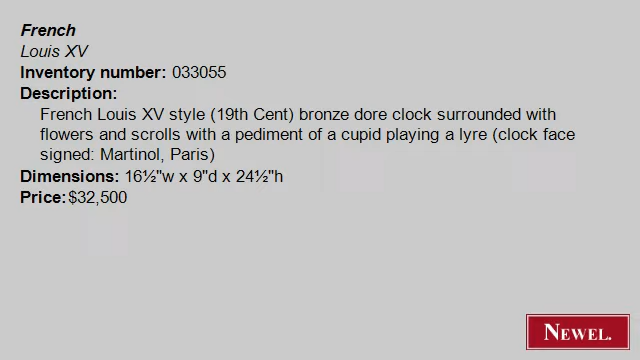 French
Louis XV
Inventory number: 033055
Description:
French Louis XV style (19th Cent) bronze dore clock surrounded with
flowers and scrolls with a pediment of a cupid playing a lyre (clock face
signed: Martinol, Paris)
Dimensions: 16½"w x 9"d x 24½"h
Price:$32,500
NEWEL.